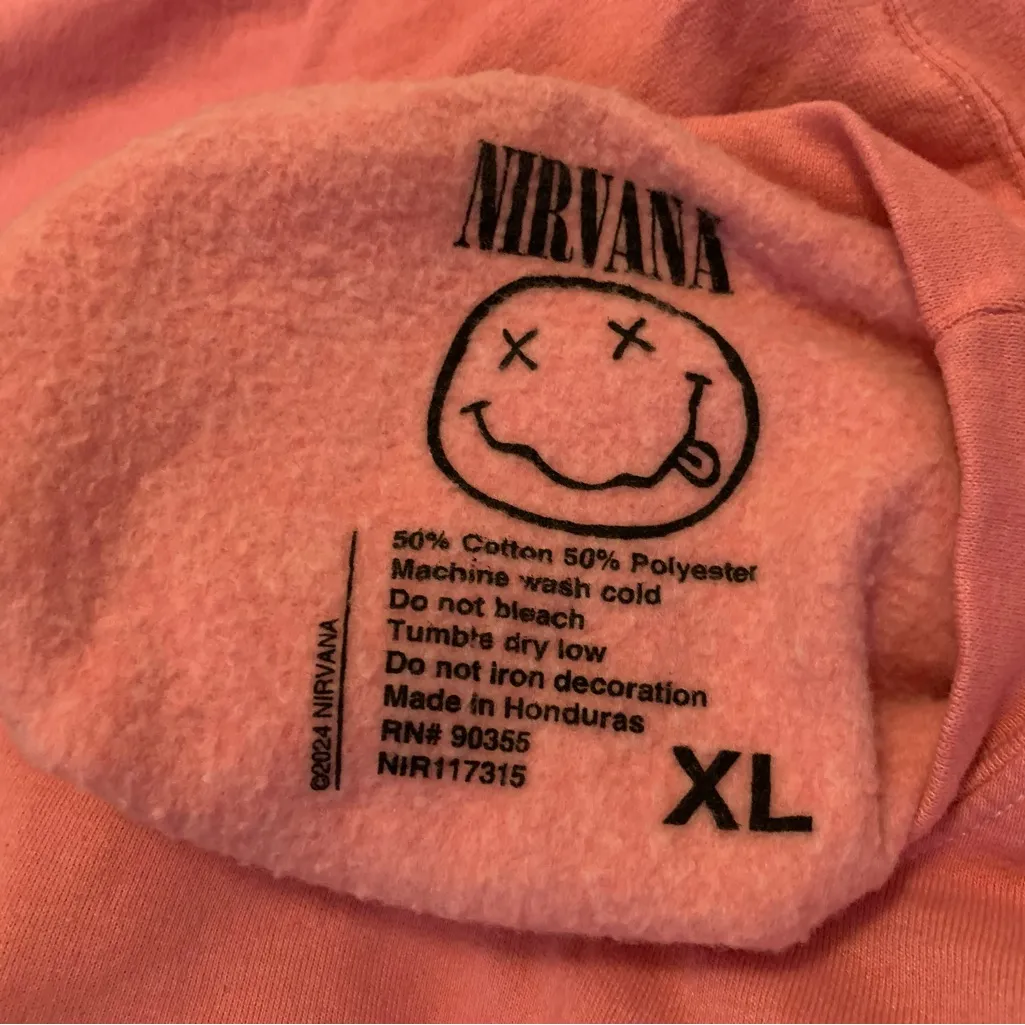 NIRVANA
50% Cotton 50% Polyester
Machine wash cold
Do not bleach
Tumble dry low
Do not iron decoration
Made in Honduras
RN# 90355
NIR117315
©2024 NIRVANA
XL